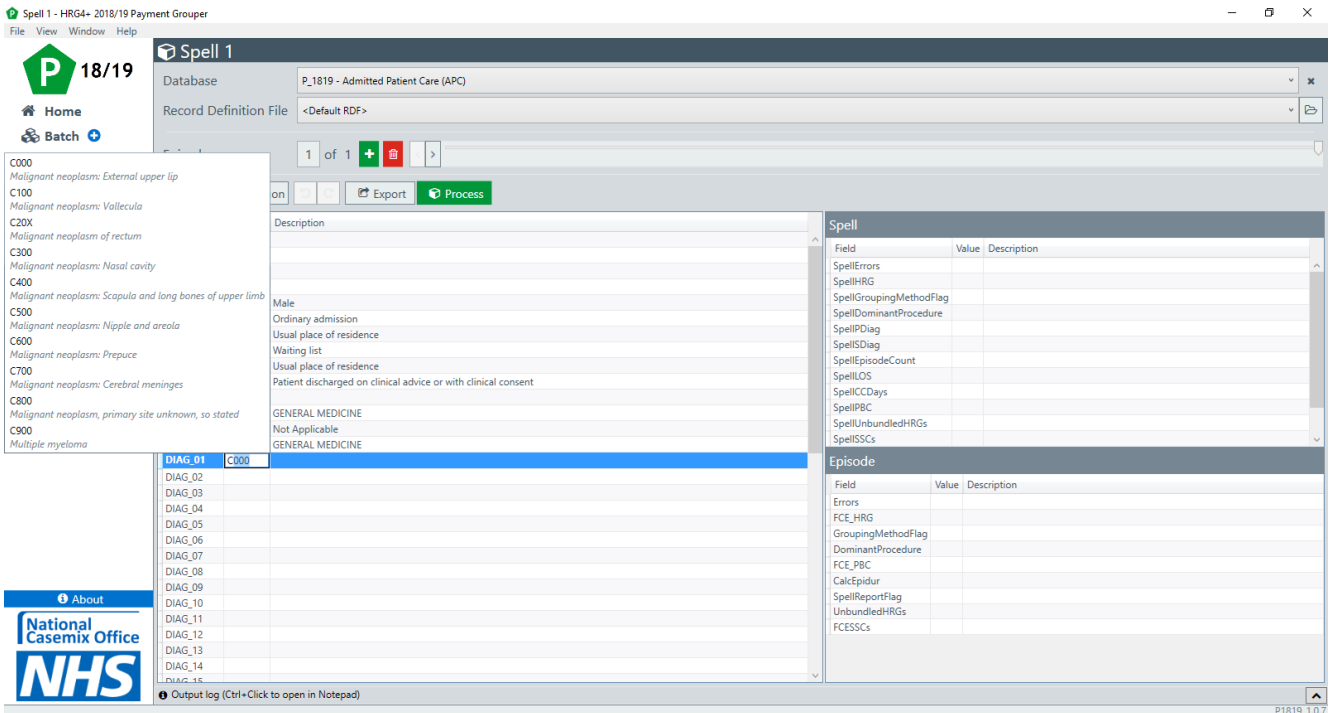 Spell 1 - HRG4+ 2018/19 Payment Grouper
File View Window Help
P 18/19
Home
Batch
Spell 1
Database P_1819 - Admitted Patient Care (APC)
Record Definition File <Default RDF>
1 of 1
on Export Process
C000
Malignant neoplasm: External upper lip
C100
Malignant neoplasm: Vallecula
C20X
Malignant neoplasm of rectum
C300
Malignant neoplasm: Nasal cavity
C400
Malignant neoplasm: Scapula and long bones of upper limb
C500
Malignant neoplasm: Nipple and areola
C600
Malignant neoplasm: Prepuce
C700
Malignant neoplasm: Cerebral meninges
C800
Malignant neoplasm, primary site unknown, so stated
C900
Multiple myeloma
Description
Male
Ordinary admission
Usual place of residence
Waiting list
Usual place of residence
Patient discharged on clinical advice or with clinical consent
GENERAL MEDICINE
Not Applicable
GENERAL MEDICINE
DIAG_01 C000
DIAG_02
DIAG_03
DIAG_04
DIAG_05
DIAG_06
DIAG_07
DIAG_08
DIAG_09
DIAG_10
DIAG_11
DIAG_12
DIAG_13
DIAG_14
DIAG_15
Spell
Field Value Description
SpellErrors
SpellHRG
SpellGroupingMethodFlag
SpellDominantProcedure
SpellPDiag
SpellSDiag
SpellEpisodeCount
SpellLOS
SpellCCDays
SpellPBC
SpellUnbundledHRGs
SpellSSCs
Episode
Field Value Description
Errors
FCE_HRG
GroupingMethodFlag
DominantProcedure
FCE_PBC
CalcEpidur
SpellReportFlag
UnbundledHRGs
FCESSCs
About
National
Casemix Office
NHS
Output log (Ctrl+Click to open in Notepad)
P1819_1.0.7